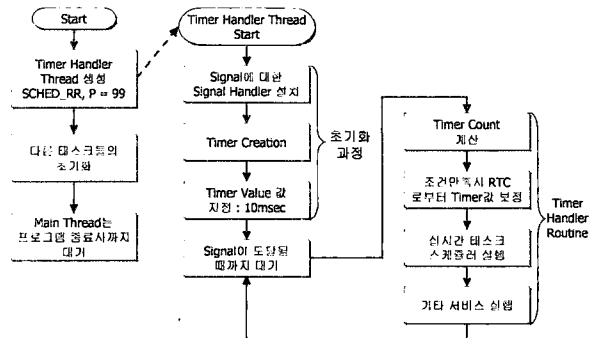 Start
Timer Handler
Thread 생성
SCHED_RR, P = 99
다른 태스크들의
초기화
Main Thread는
프로그램 종료시까지
대기
Timer Handler Thread
Start
Signal에 대한
Signal Handler 설치
Timer Creation
Timer Value 값
지정 : 10msec
초기화
과정
Signal이 도달될
때까지 대기
Timer Count
계산
조건만족시 RTC
로부터 Timer값 보정
실시간 태스크
스케쥴러 실행
기타 서비스 실행
Timer
Handler
Routine